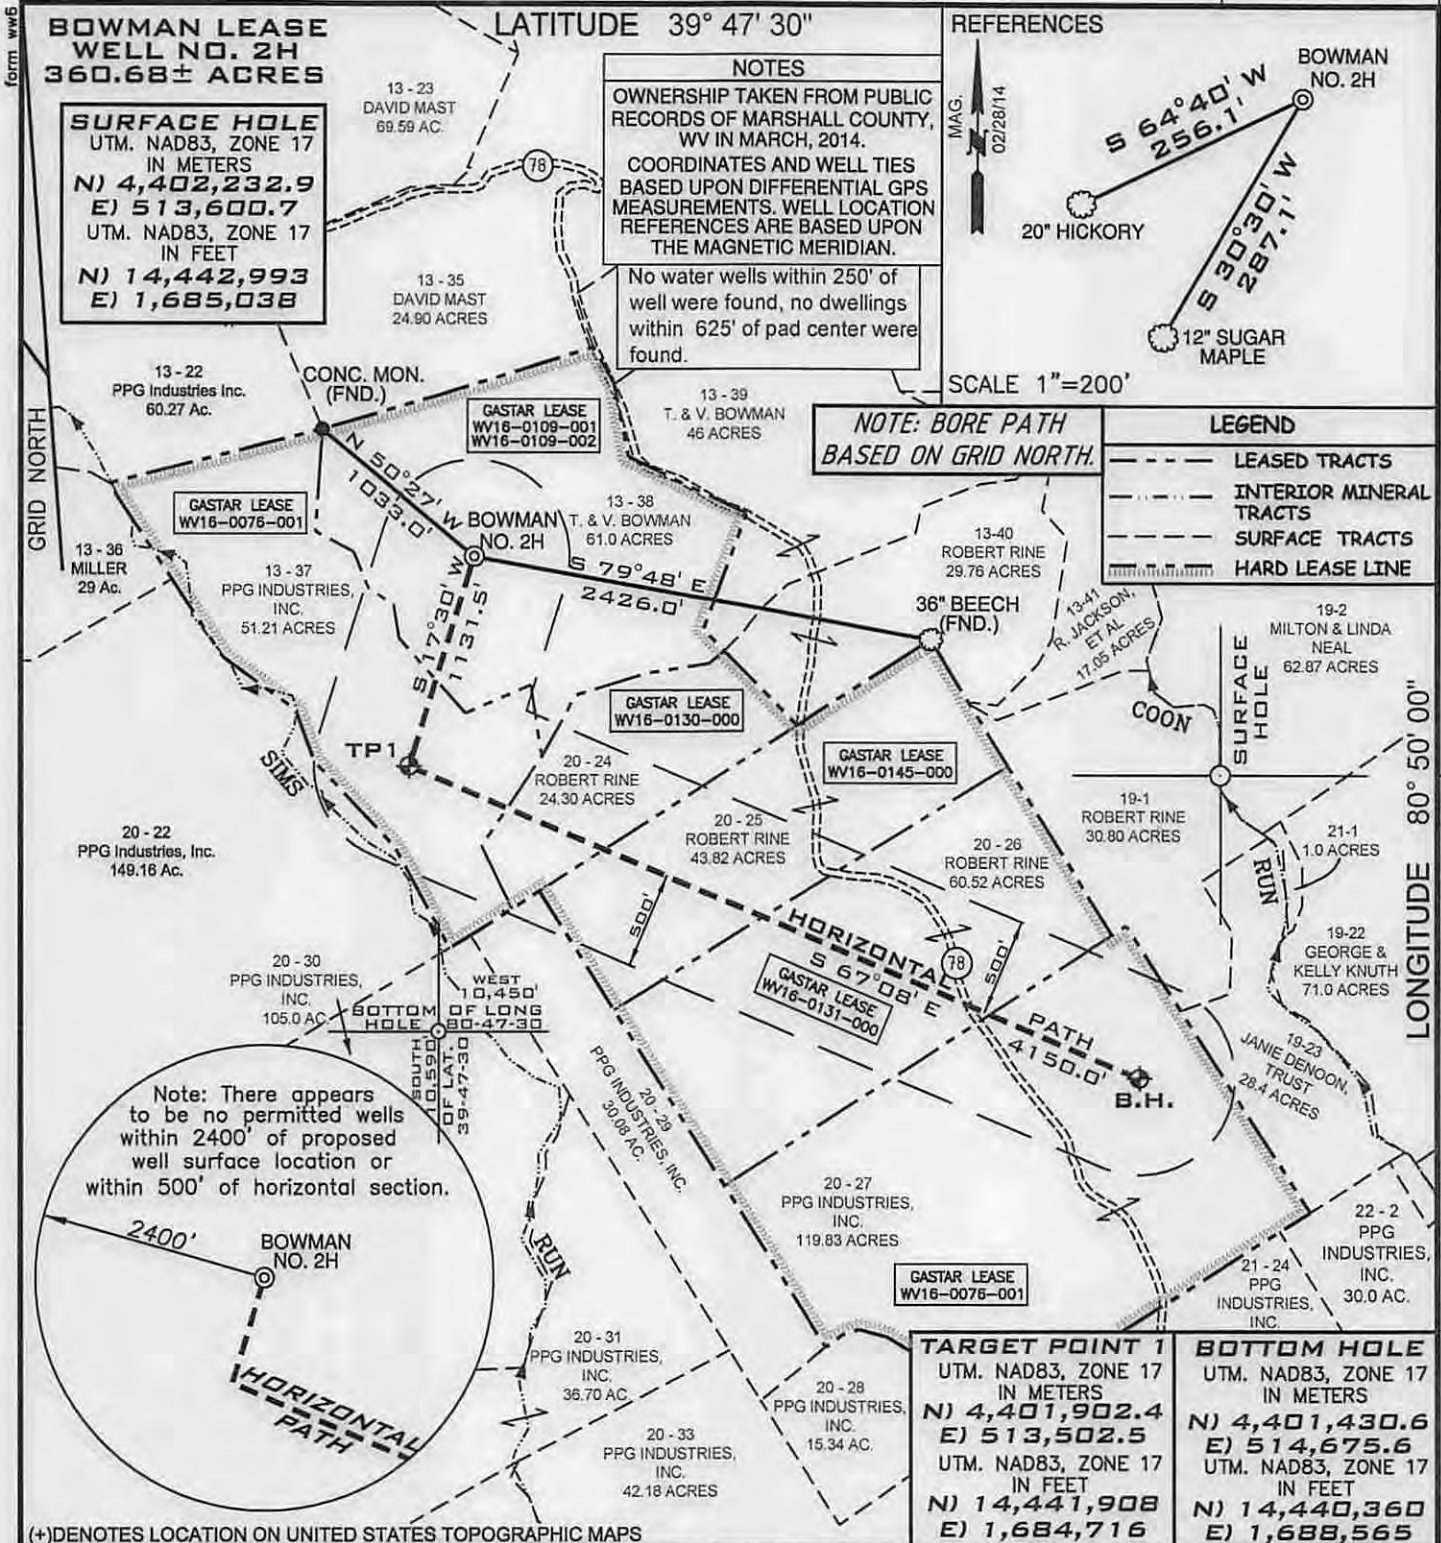 form ww6
BOWMAN LEASE
WELL NO. 2H
360.68± ACRES
LATITUDE 39° 47' 30"
SURFACE HOLE
UTM. NAD83, ZONE 17
IN METERS
N) 4,402,232.9
E) 513,600.7
UTM. NAD83, ZONE 17
IN FEET
N) 14,442,993
E) 1,685,038
13 - 23
DAVID MAST
69.59 AC.
78
NOTES
OWNERSHIP TAKEN FROM PUBLIC
RECORDS OF MARSHALL COUNTY,
WV IN MARCH, 2014.
COORDINATES AND WELL TIES
BASED UPON DIFFERENTIAL GPS
MEASUREMENTS. WELL LOCATION
REFERENCES ARE BASED UPON
THE MAGNETIC MERIDIAN.
No water wells within 250' of
well were found, no dwellings
within 625' of pad center were
found.
REFERENCES
MAG.
02/28/14
BOWMAN
NO. 2H
S 64°40' W
256.1'
20" HICKORY
S 30°30' W
287.1'
12" SUGAR
MAPLE
SCALE 1"=200'
13 - 35
DAVID MAST
24.90 ACRES
13 - 22
PPG Industries Inc.
60.27 Ac.
CONC. MON.
(FND.)
GASTAR LEASE
WV16-0109-001
WV16-0109-002
13 - 39
T. & V. BOWMAN
46 ACRES
NOTE: BORE PATH
BASED ON GRID NORTH.
LEGEND
LEASED TRACTS
INTERIOR MINERAL
TRACTS
SURFACE TRACTS
HARD LEASE LINE
GRID NORTH
GASTAR LEASE
WV16-0076-001
N 50°27' W
1033.0'
BOWMAN
NO. 2H
13 - 38
T. & V. BOWMAN
61.0 ACRES
S 79°48' E
2426.0'
13-40
ROBERT RINE
29.76 ACRES
36" BEECH
(FND.)
13-41
R. JACKSON,
ET AL
17.05 ACRES
13 - 36
MILLER
29 Ac.
13 - 37
PPG INDUSTRIES,
INC.
51.21 ACRES
S 17°30' W
1131.5'
19-2
MILTON & LINDA
NEAL
62.87 ACRES
SURFACE
HOLE
COON
GASTAR LEASE
WV16-0130-000
TP1
SIMS
20 - 24
ROBERT RINE
24.30 ACRES
GASTAR LEASE
WV16-0145-000
20 - 25
ROBERT RINE
43.82 ACRES
20 - 26
ROBERT RINE
60.52 ACRES
19-1
ROBERT RINE
30.80 ACRES
21-1
1.0 ACRES
RUN
LONGITUDE 80° 50' 00"
20 - 22
PPG Industries, Inc.
149.16 Ac.
500'
HORIZONTAL
S 67°08' E
78
500'
GASTAR LEASE
WV16-0131-000
PATH
4150.0'
B.H.
19-22
GEORGE &
KELLY KNUTH
71.0 ACRES
19-23
JANIE DENOON,
TRUST
28.4 ACRES
20 - 30
PPG INDUSTRIES,
INC.
105.0 AC.
WEST
10,450'
BOTTOM OF LONG
HOLE 80-47-30
SOUTH
10,590'
OF LAT.
39-47-30
20 - 29
PPG INDUSTRIES, INC.
30.08 AC.
Note: There appears
to be no permitted wells
within 2400' of proposed
well surface location or
within 500' of horizontal section.
2400'
BOWMAN
NO. 2H
HORIZONTAL
PATH
RUN
20 - 27
PPG INDUSTRIES,
INC.
119.83 ACRES
GASTAR LEASE
WV16-0076-001
22 - 2
PPG
INDUSTRIES,
INC.
30.0 AC.
21 - 24
PPG
INDUSTRIES,
INC.
20 - 31
PPG INDUSTRIES,
INC.
36.70 AC.
20 - 28
PPG INDUSTRIES,
INC.
15.34 AC.
20 - 33
PPG INDUSTRIES,
INC.
42.18 ACRES
TARGET POINT 1
UTM. NAD83, ZONE 17
IN METERS
N) 4,401,902.4
E) 513,502.5
UTM. NAD83, ZONE 17
IN FEET
N) 14,441,908
E) 1,684,716
BOTTOM HOLE
UTM. NAD83, ZONE 17
IN METERS
N) 4,401,430.6
E) 514,675.6
UTM. NAD83, ZONE 17
IN FEET
N) 14,440,360
E) 1,688,565
(+)DENOTES LOCATION ON UNITED STATES TOPOGRAPHIC MAPS